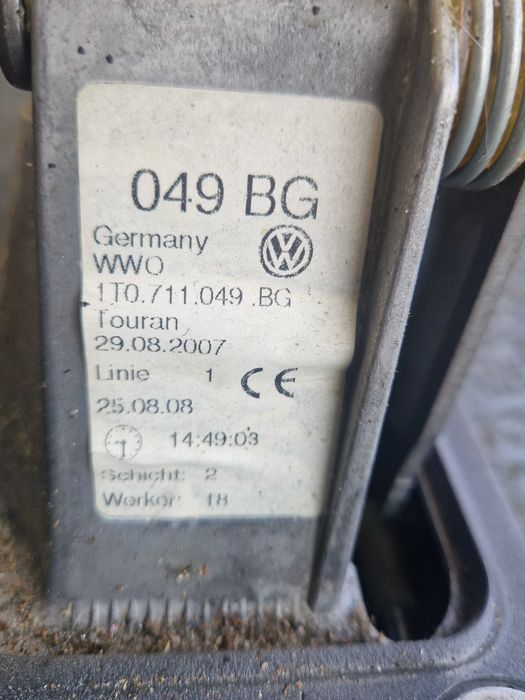 049 BG
Germany
WWO
1T0.711.049 .BG
Touran
29.08.2007
Linie 1 CE
25.08.08
14:49:03
Schicht: 2
Werker: 18